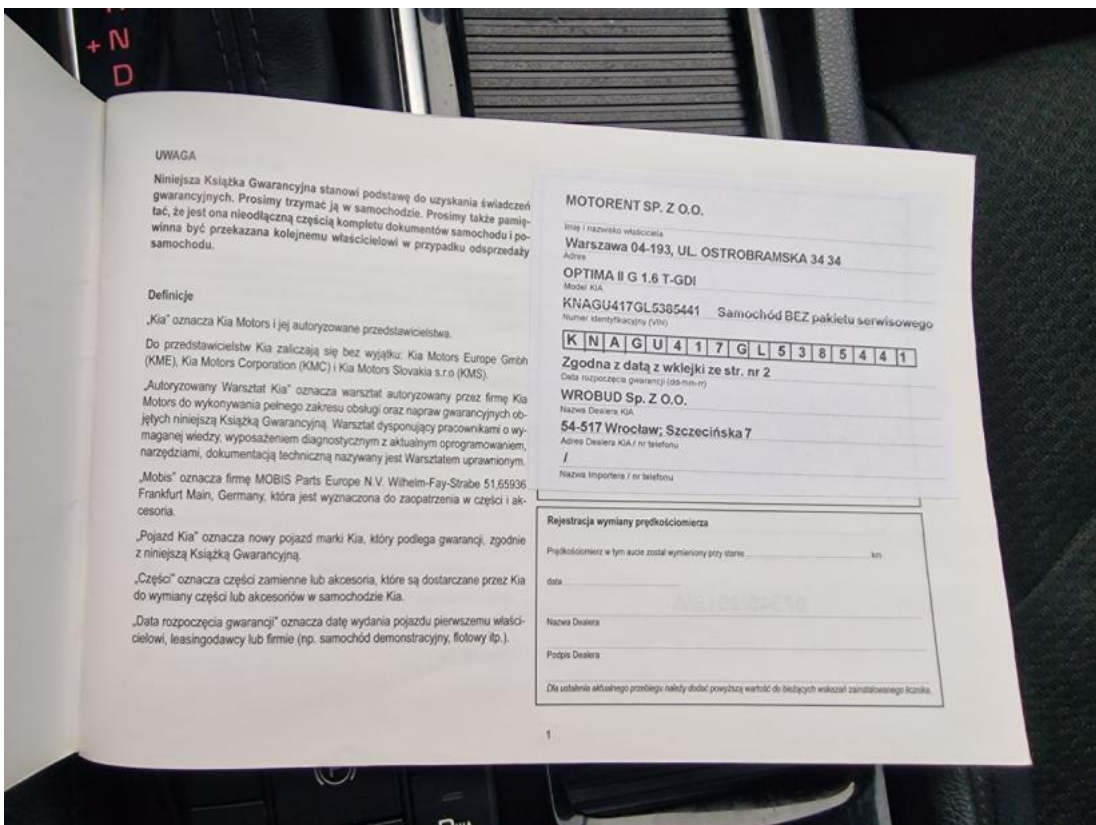 + N
D
UWAGA
Niniejsza Książka Gwarancyjna stanowi podstawę do uzyskania świadczeń
gwarancyjnych. Prosimy trzymać ją w samochodzie. Prosimy także pamię-
tać, że jest ona nieodłączną częścią kompletu dokumentów samochodu i po-
winna być przekazana kolejnemu właścicielowi w przypadku odsprzedaży
samochodu.
Definicje
„Kia” oznacza Kia Motors i jej autoryzowane przedstawicielstwa.
Do przedstawicielstw Kia zaliczają się bez wyjątku: Kia Motors Europe Gmbh
(KME), Kia Motors Corporation (KMC) i Kia Motors Slovakia s.r.o (KMS).
„Autoryzowany Warsztat Kia” oznacza warsztat autoryzowany przez firmę Kia
Motors do wykonywania pełnego zakresu obsługi oraz napraw gwarancyjnych ob-
jętych niniejszą Książką Gwarancyjną. Warsztat dysponujący pracownikami o wy-
maganej wiedzy, wyposażeniem diagnostycznym z aktualnym oprogramowaniem,
narzędziami, dokumentacją techniczną nazywany jest Warsztatem uprawnionym.
„Mobis” oznacza firmę MOBIS Parts Europe N.V. Wilhelm-Fay-Strabe 51,65936
Frankfurt Main, Germany, która jest wyznaczona do zaopatrzenia w części i ak-
cesoria.
„Pojazd Kia” oznacza nowy pojazd marki Kia, który podlega gwarancji, zgodnie
z niniejszą Książką Gwarancyjną.
„Części” oznacza części zamienne lub akcesoria, które są dostarczane przez Kia
do wymiany części lub akcesoriów w samochodzie Kia.
„Data rozpoczęcia gwarancji” oznacza datę wydania pojazdu pierwszemu właści-
cielowi, leasingodawcy lub firmie (np. samochód demonstracyjny, flotowy itp.).
MOTORENT SP. Z O.O.
Imię i nazwisko właściciela
Warszawa 04-193, UL. OSTROBRAMSKA 34 34
Adres
OPTIMA II G 1.6 T-GDI
Model KIA
KNAGU417GL5385441 Samochód BEZ pakietu serwisowego
Numer identyfikacyjny (VIN)
K N A G U 4 1 7 G L 5 3 8 5 4 4 1
Zgodna z datą z wklejki ze str. nr 2
Data rozpoczęcia gwarancji (dd-mm-rr)
WROBUD Sp. Z O.O.
Nazwa Dealera KIA
54-517 Wrocław; Szczecińska 7
Adres Dealera KIA / nr telefonu
/
Nazwa Importera / nr telefonu
Rejestracja wymiany prędkościomierza
Prędkościomierz w tym aucie został wymieniony przy stanie km
data
Nazwa Dealera
Podpis Dealera
Dla ustalenia aktualnego przebiegu należy dodać powyższą wartość do bieżących wskazań zainstalowanego licznika.
1